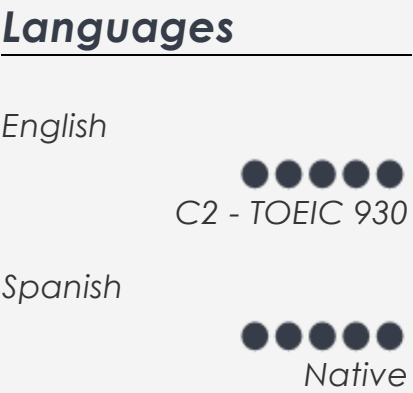 Languages
English
C2 - TOEIC 930
Spanish
Native